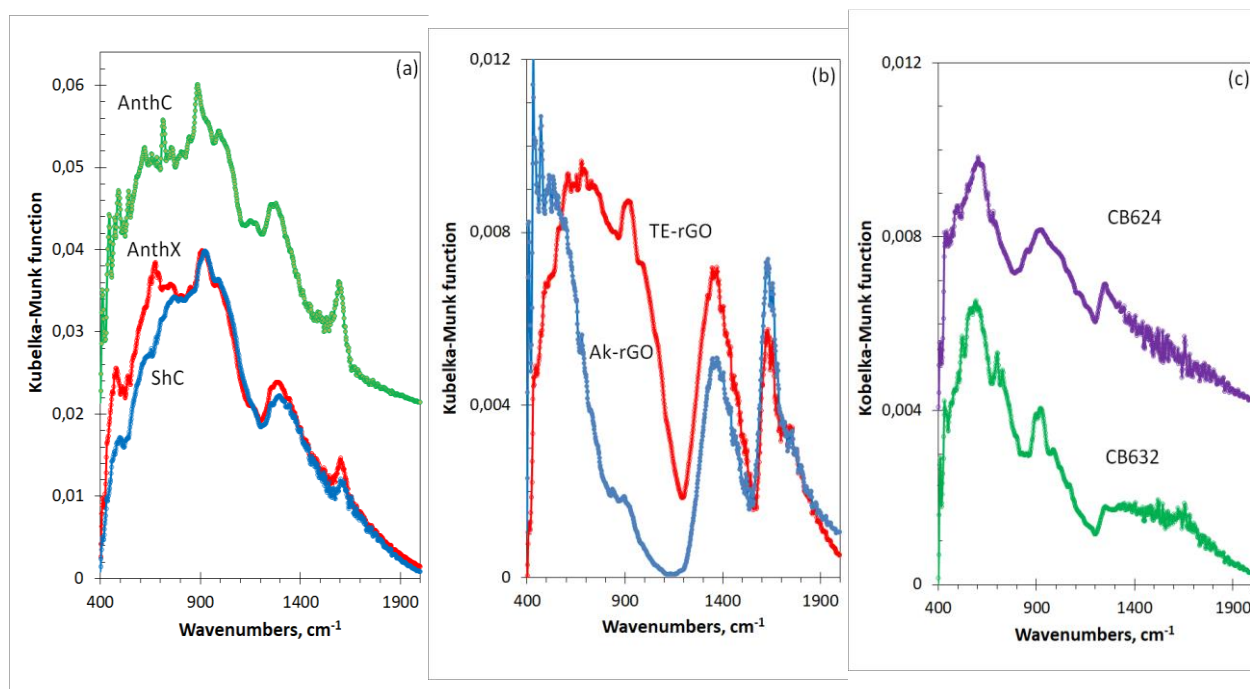 (a)
0,06
0,05
0,04
0,03
0,02
0,01
0
Kubelka-Munk function
AnthC
AnthX
ShC
400
900
1400
1900
Wavenumbers, cm-1
(b)
0,012
0,008
0,004
0
Kubelka-Munk function
TE-rGO
Ak-rGO
400
900
1400
1900
Wavenumbers, cm-1
(c)
0,012
0,008
0,004
0
Kobelka-Munk function
CB624
CB632
400
900
1400
1900
Wavenumbers, cm-1